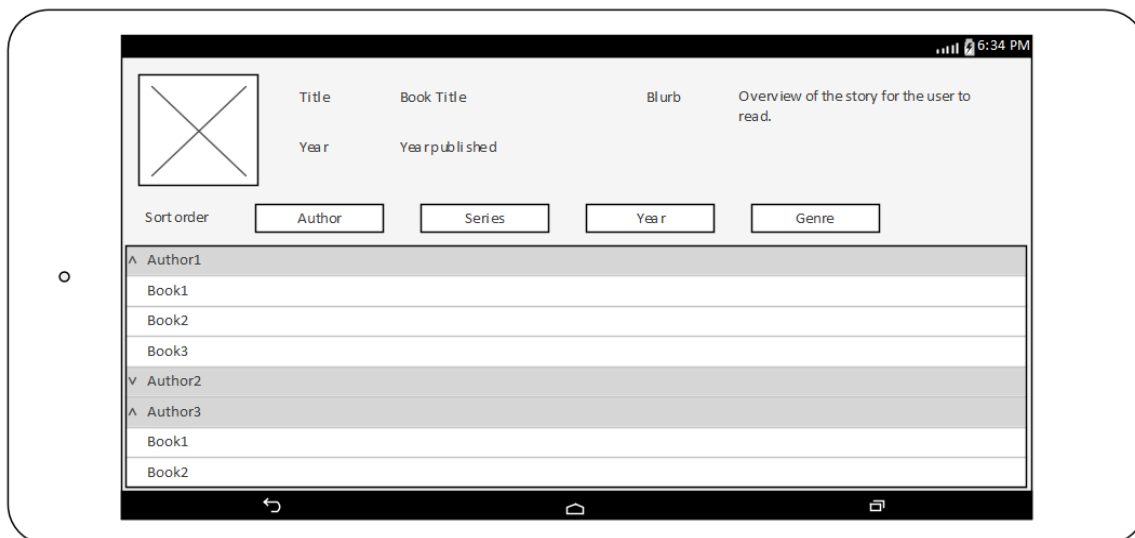 6:34 PM
Title Book Title Blurb Overview of the story for the user to
read.
Year Year published
Sort order Author Series Year Genre
^ Author1
Book1
Book2
Book3
v Author2
^ Author3
Book1
Book2